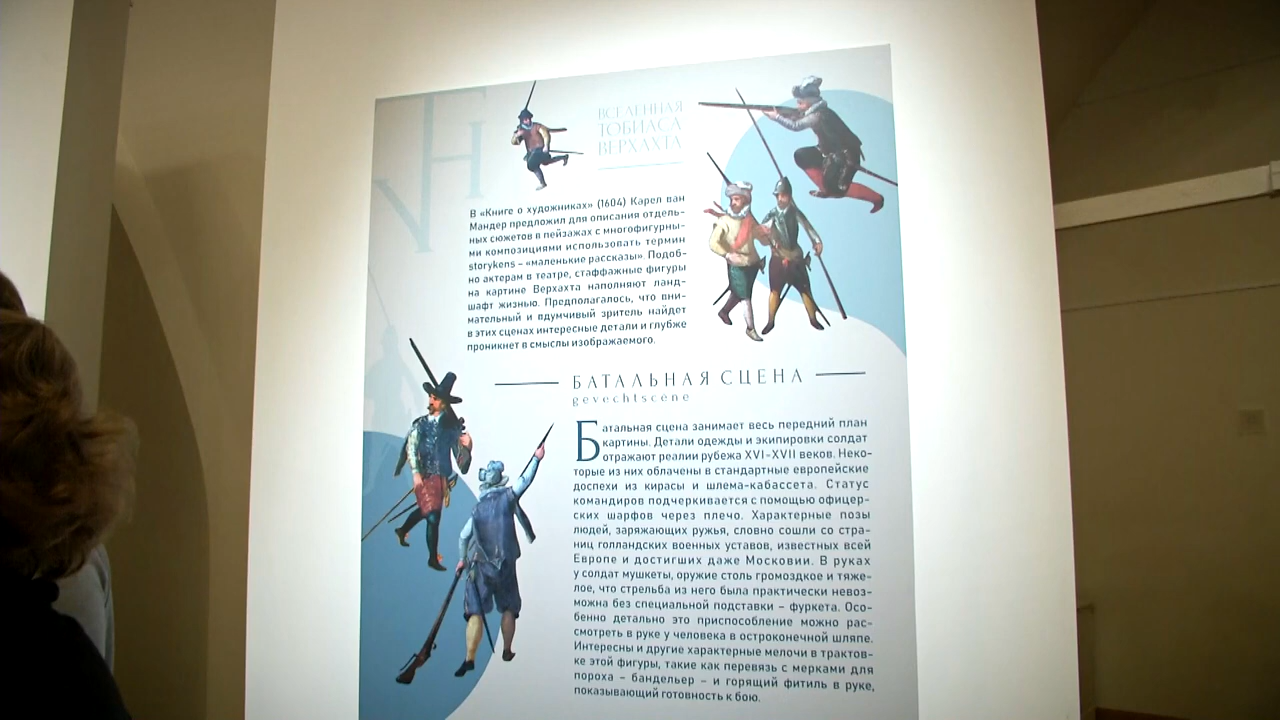 VH
ВСЕЛЕННАЯ
ТОБИАСА
ВЕРХАХТА
В «Книге о художниках» (1604) Карел ван
Мандер предложил для описания отдель-
ных сюжетов в пейзажах с многофигурны-
ми композициями использовать термин
storykens – «маленькие рассказы». Подоб-
но актерам в театре, стаффажные фигуры
на картине Верхахта наполняют ланд-
шафт жизнью. Предполагалось, что вни-
мательный и вдумчивый зритель найдет
в этих сценах интересные детали и глубже
проникнет в смыслы изображаемого.
БАТАЛЬНАЯ СЦЕНА
gevechtscene
Батальная сцена занимает весь передний план
картины. Детали одежды и экипировки солдат
отражают реалии рубежа XVI–XVII веков. Неко-
торые из них облачены в стандартные европейские
доспехи из кирасы и шлема-кабассета. Статус
командиров подчеркивается с помощью офицер-
ских шарфов через плечо. Характерные позы
людей, заряжающих ружья, словно сошли со стра-
ниц голландских военных уставов, известных всей
Европе и достигших даже Московии. В руках
у солдат мушкеты, оружие столь громоздкое и тяже-
лое, что стрельба из него была практически невоз-
можна без специальной подставки – фуркета. Осо-
бенно детально это приспособление можно рас-
смотреть в руке у человека в остроконечной шляпе.
Интересны и другие характерные мелочи в трактов-
ке этой фигуры, такие как перевязь с мерками для
пороха – бандельер – и горящий фитиль в руке,
показывающий готовность к бою.